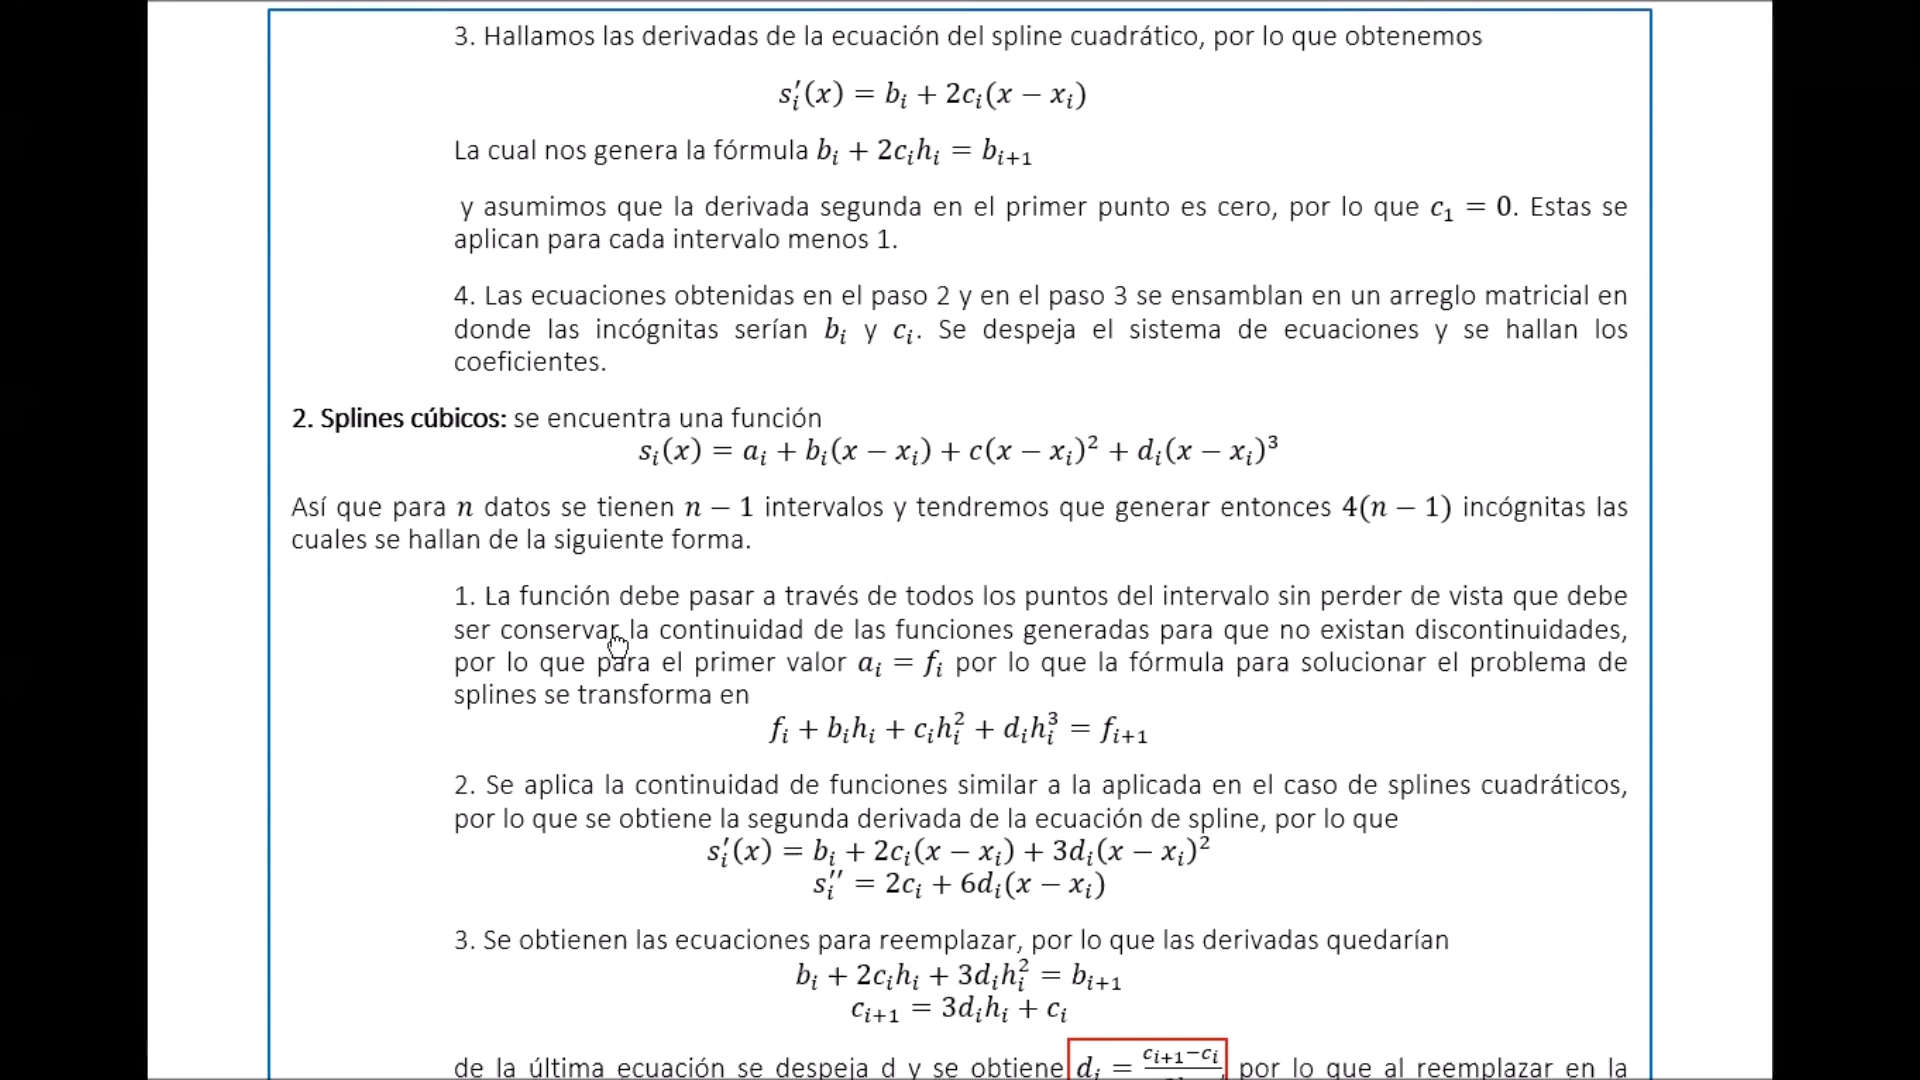 3. Hallamos las derivadas de la ecuación del spline cuadrático, por lo que obtenemos
s′ᵢ(x) = bᵢ + 2cᵢ(x − xᵢ)
La cual nos genera la fórmula bᵢ + 2cᵢhᵢ = bᵢ₊₁
y asumimos que la derivada segunda en el primer punto es cero, por lo que c₁ = 0. Estas se
aplican para cada intervalo menos 1.
4. Las ecuaciones obtenidas en el paso 2 y en el paso 3 se ensamblan en un arreglo matricial en
donde las incógnitas serían bᵢ y cᵢ. Se despeja el sistema de ecuaciones y se hallan los
coeficientes.
2. Splines cúbicos: se encuentra una función
sᵢ(x) = aᵢ + bᵢ(x − xᵢ) + c(x − xᵢ)² + dᵢ(x − xᵢ)³
Así que para n datos se tienen n − 1 intervalos y tendremos que generar entonces 4(n − 1) incógnitas las
cuales se hallan de la siguiente forma.
1. La función debe pasar a través de todos los puntos del intervalo sin perder de vista que debe
ser conservar la continuidad de las funciones generadas para que no existan discontinuidades,
por lo que para el primer valor aᵢ = fᵢ por lo que la fórmula para solucionar el problema de
splines se transforma en
fᵢ + bᵢhᵢ + cᵢhᵢ² + dᵢhᵢ³ = fᵢ₊₁
2. Se aplica la continuidad de funciones similar a la aplicada en el caso de splines cuadráticos,
por lo que se obtiene la segunda derivada de la ecuación de spline, por lo que
s′ᵢ(x) = bᵢ + 2cᵢ(x − xᵢ) + 3dᵢ(x − xᵢ)²
s′′ᵢ = 2cᵢ + 6dᵢ(x − xᵢ)
3. Se obtienen las ecuaciones para reemplazar, por lo que las derivadas quedarían
bᵢ + 2cᵢhᵢ + 3dᵢhᵢ² = bᵢ₊₁
cᵢ₊₁ = 3dᵢhᵢ + cᵢ
de la última ecuación se despeja d y se obtiene dᵢ = cᵢ₊₁−cᵢ por lo que al reemplazar en la